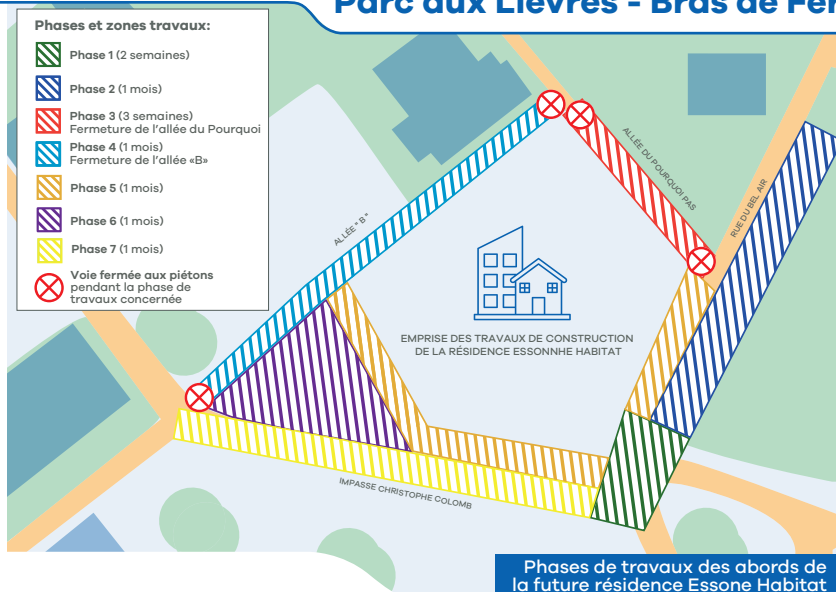 Parc aux Lièvres - Bras de Fer
Phases et zones travaux:
Phase 1 (2 semaines)
Phase 2 (1 mois)
Phase 3 (3 semaines)
Fermeture de l'allée du Pourquoi
Phase 4 (1 mois)
Fermeture de l'allée «B»
Phase 5 (1 mois)
Phase 6 (1 mois)
Phase 7 (1 mois)
Voie fermée aux piétons
pendant la phase de
travaux concernée
ALLÉE "B"
ALLÉE DU POURQUOI PAS
RUE DU BEL AIR
EMPRISE DES TRAVAUX DE CONSTRUCTION
DE LA RÉSIDENCE ESSONNHE HABITAT
IMPASSE CHRISTOPHE COLOMB
Phases de travaux des abords de
la future résidence Essone Habitat